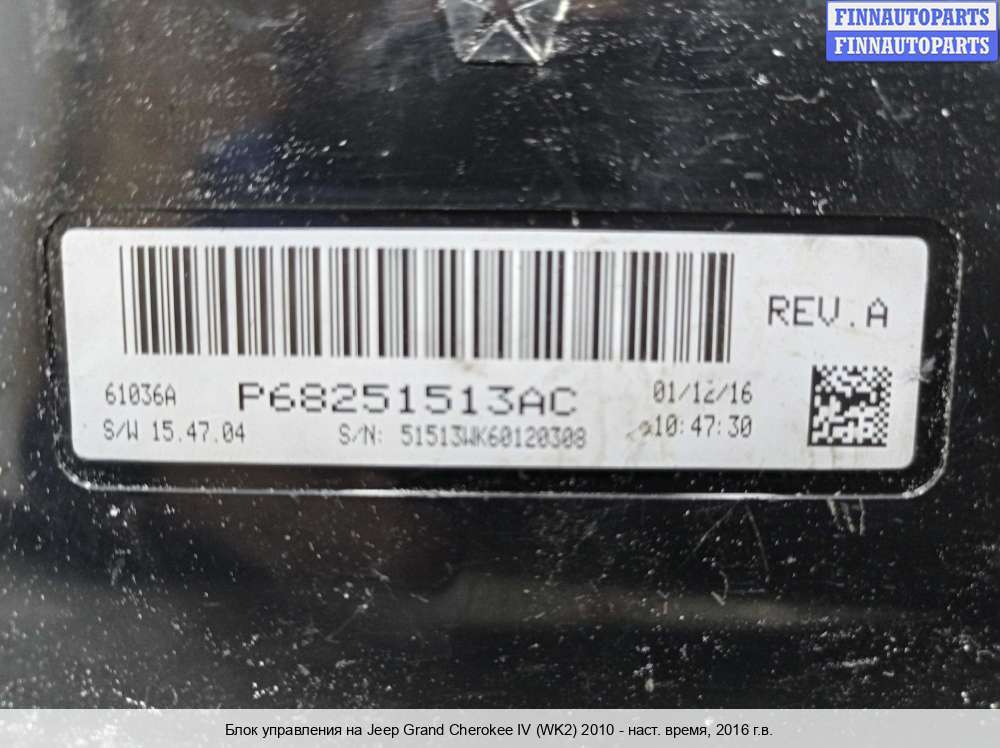 FINNAUTOPARTS
FINNAUTOPARTS
REV.A
61036A P68251513AC 01/12/16
S/W 15.47.04 S/N: 51513WK60120308 10:47:30
Блок управления на Jeep Grand Cherokee IV (WK2) 2010 - наст. время, 2016 г.в.